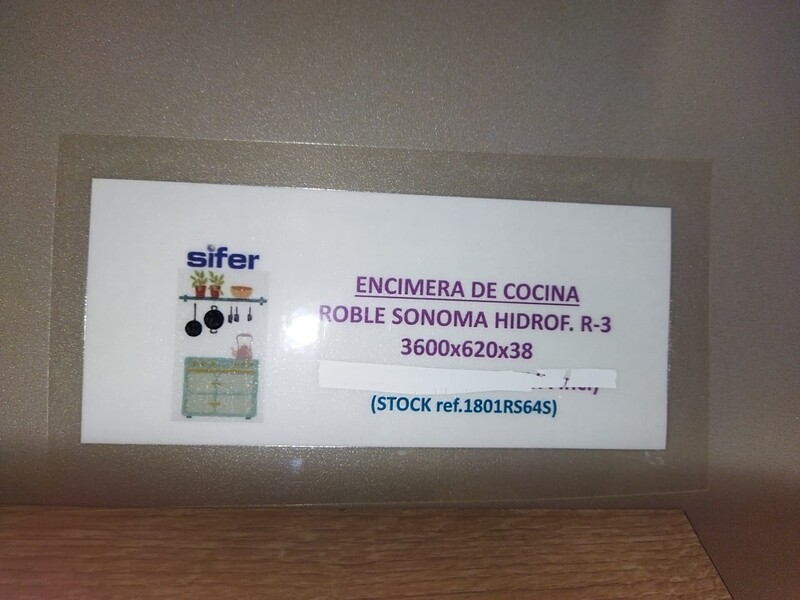 sifer
ENCIMERA DE COCINA
ROBLE SONOMA HIDROF. R-3
3600x620x38
(STOCK ref.1801RS64S)